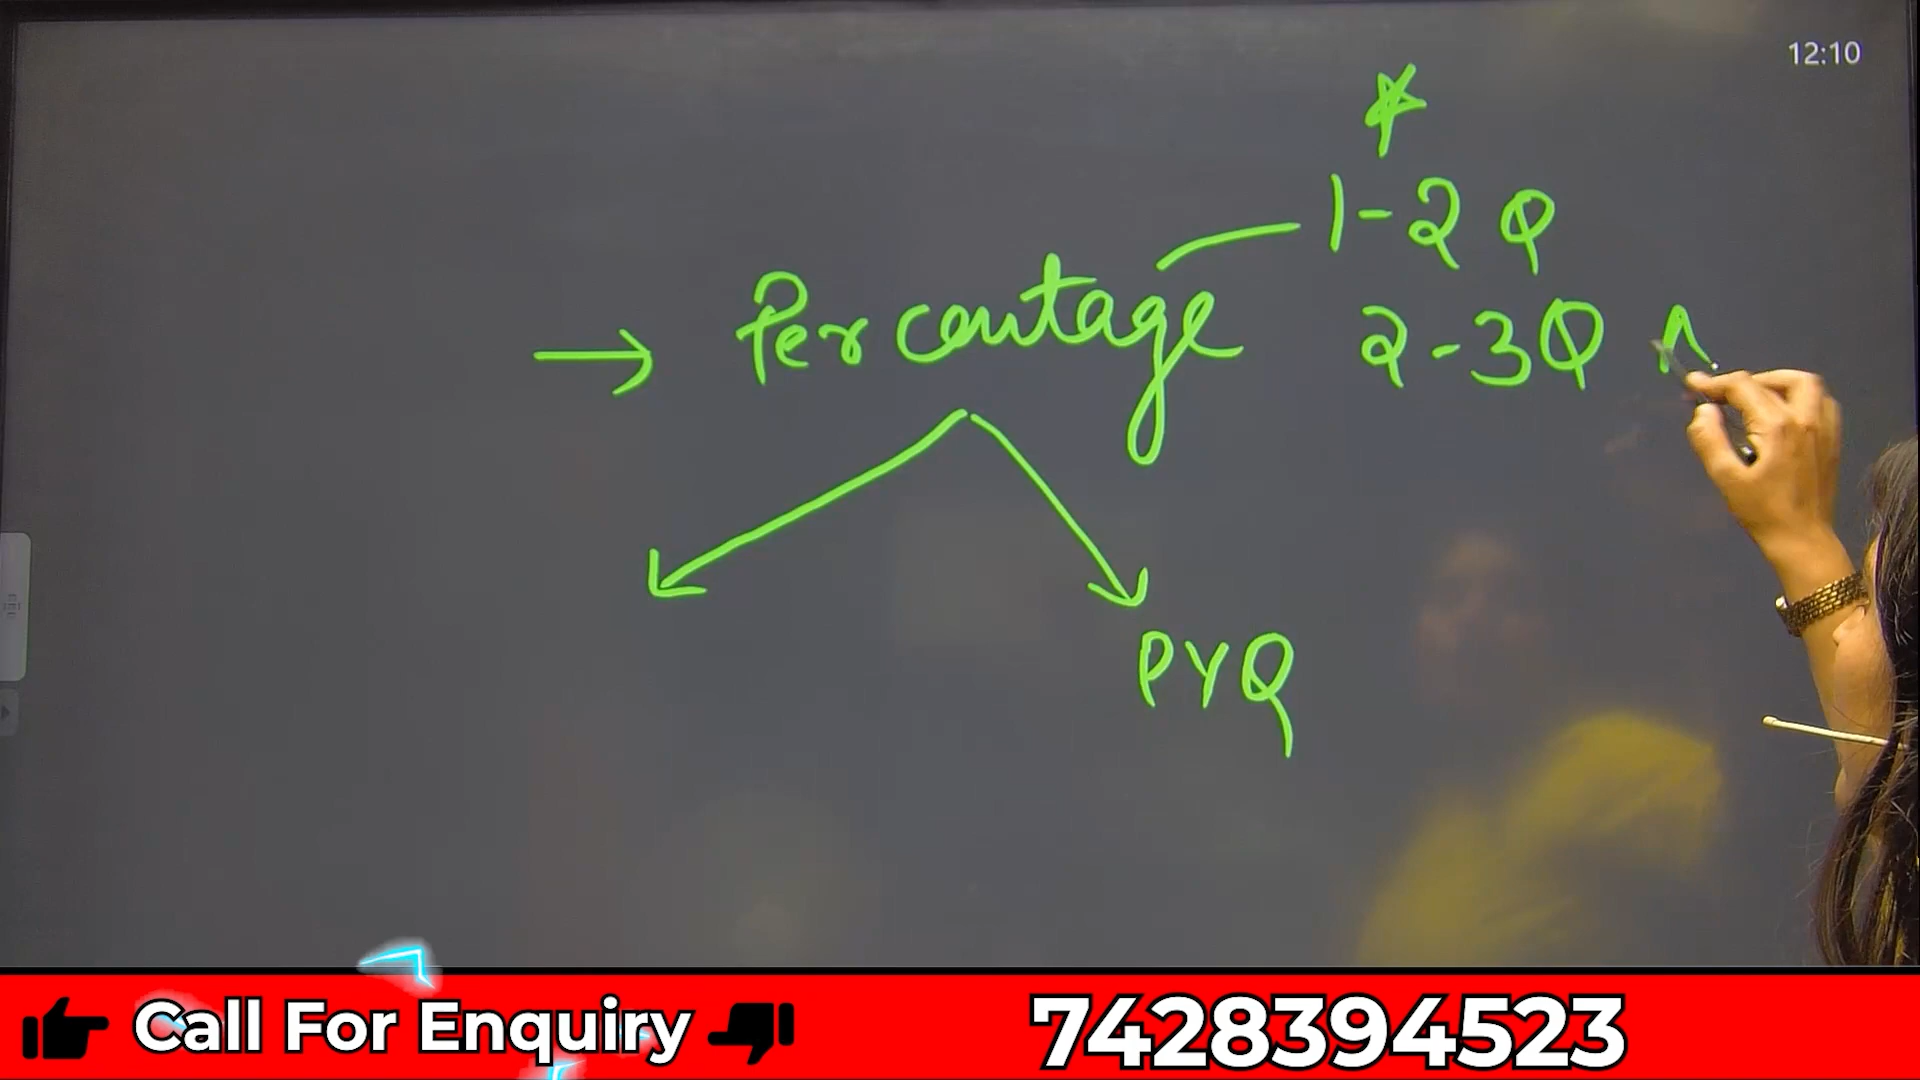 12:10
1-2 Q
→ Percentage
2-3Q
PYQ
Call For Enquiry
7428394523